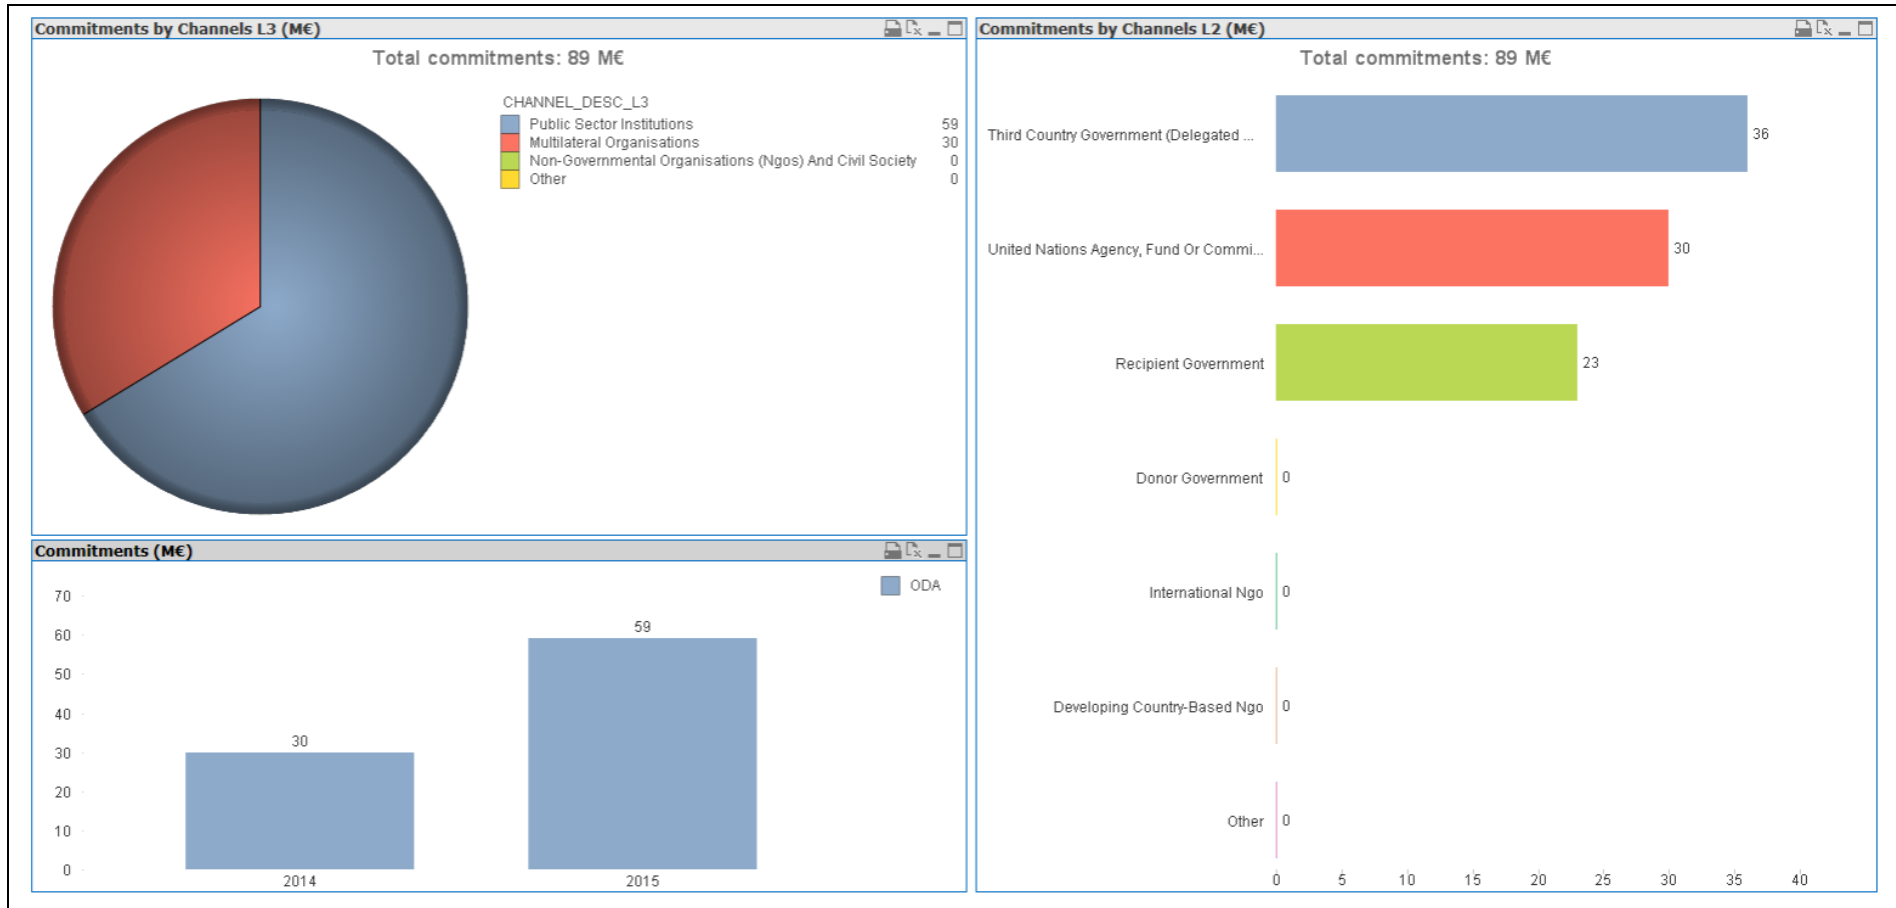 Commitments by Channels L3 (M€)
Total commitments: 89 M€
CHANNEL_DESC_L3
Public Sector Institutions 59
Multilateral Organisations 30
Non-Governmental Organisations (Ngos) And Civil Society 0
Other 0
Commitments (M€)
ODA
70
60
50
40
30
20
10
0
30
59
2014
2015
Commitments by Channels L2 (M€)
Total commitments: 89 M€
Third Country Government (Delegated ... 36
United Nations Agency, Fund Or Commi... 30
Recipient Government 23
Donor Government 0
International Ngo 0
Developing Country-Based Ngo 0
Other 0
0 5 10 15 20 25 30 35 40